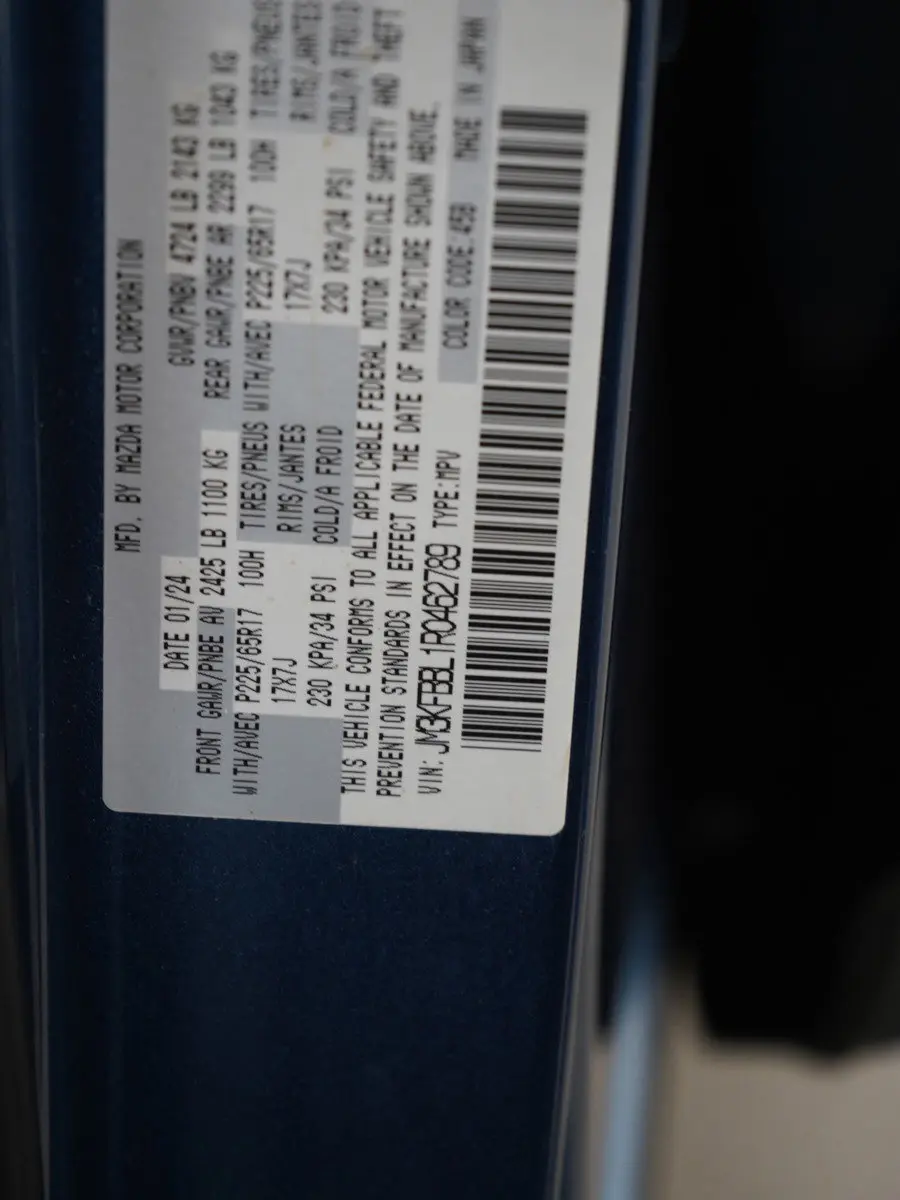 MFD. BY MAZDA MOTOR CORPORATION
DATE 01/24 GVWR/PNBV 4724 LB 2143 KG
FRONT GAWR/PNBE AV 2425 LB 1100 KG REAR GAWR/PNBE AR 2299 LB 1043 KG
WITH/AVEC P225/65R17 100H TIRES/PNEUS WITH/AVEC P225/65R17 100H TIRES/PNEUS
17X7J RIMS/JANTES 17X7J RIMS/JANTES
230 KPA/34 PSI COLD/A FROID 230 KPA/34 PSI COLD/A FROID
THIS VEHICLE CONFORMS TO ALL APPLICABLE FEDERAL MOTOR VEHICLE SAFETY AND THEFT
PREVENTION STANDARDS IN EFFECT ON THE DATE OF MANUFACTURE SHOWN ABOVE.
VIN: JM3KFBBL1R0462789 TYPE:MPV COLOR CODE:45B MADE IN JAPAN